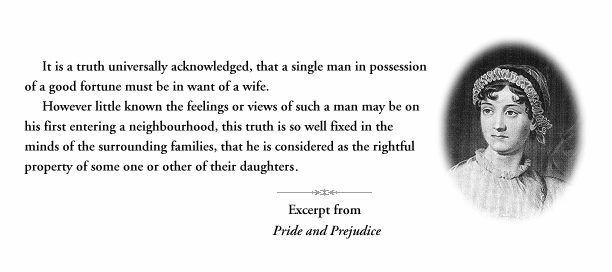 It is a truth universally acknowledged, that a single man in possession
of a good fortune must be in want of a wife.
However little known the feelings or views of such a man may be on
his first entering a neighbourhood, this truth is so well fixed in the
minds of the surrounding families, that he is considered as the rightful
property of some one or other of their daughters.
Excerpt from
Pride and Prejudice